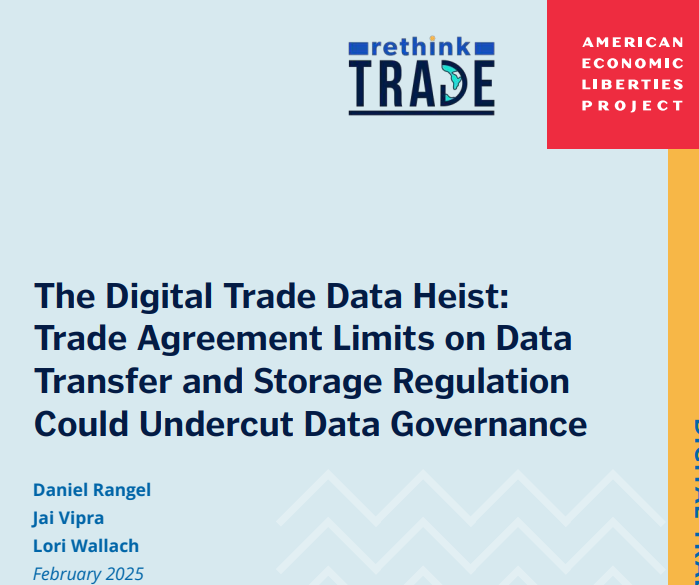 rethink
TRADE
AMERICAN
ECONOMIC
LIBERTIES
PROJECT
The Digital Trade Data Heist:
Trade Agreement Limits on Data
Transfer and Storage Regulation
Could Undercut Data Governance
Daniel Rangel
Jai Vipra
Lori Wallach
February 2025